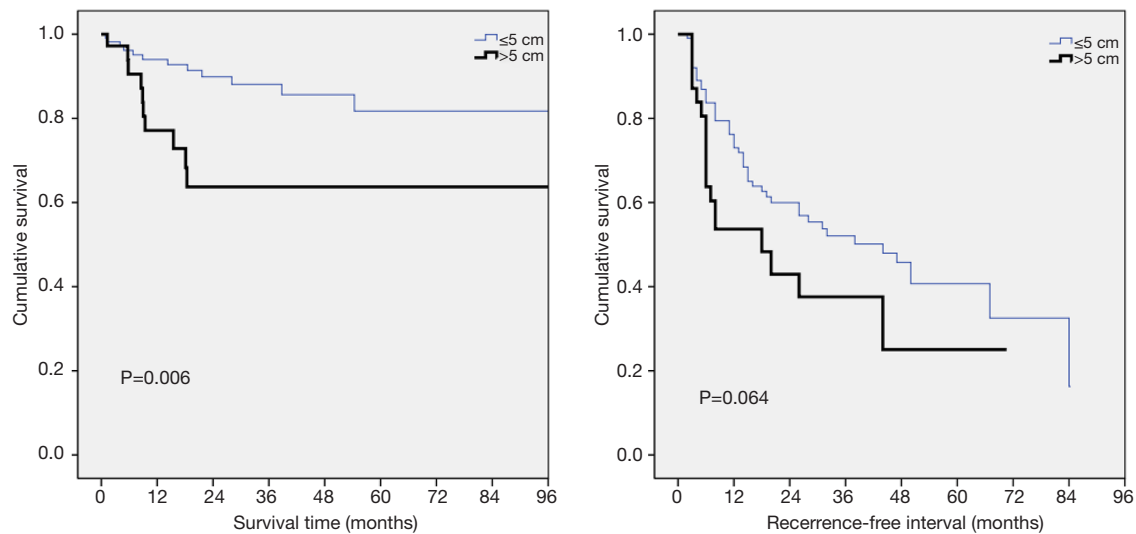 1.0
0.8
0.6
0.4
0.2
0.0
Cumulative survival
≤5 cm
>5 cm
P=0.006
0 12 24 36 48 60 72 84 96
Survival time (months)
1.0
0.8
0.6
0.4
0.2
0.0
Cumulative survival
≤5 cm
>5 cm
P=0.064
0 12 24 36 48 60 72 84 96
Recerrence-free interval (months)